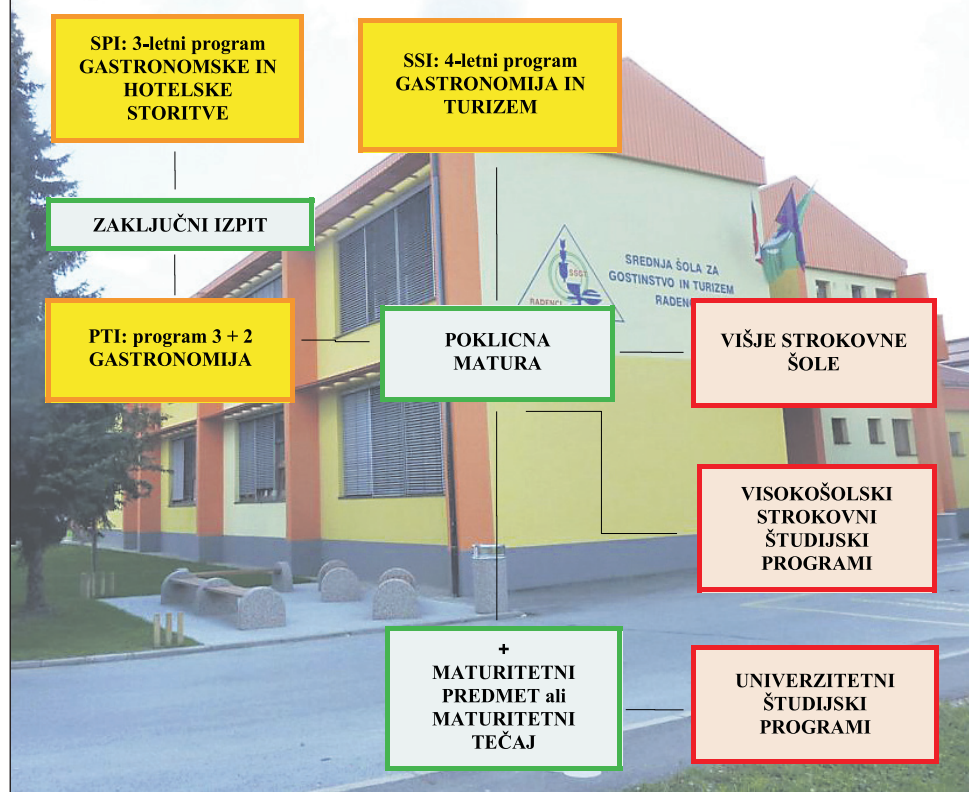 SPI: 3-letni program
GASTRONOMSKE IN
HOTELSKE
STORITVE
SSI: 4-letni program
GASTRONOMIJA IN
TURIZEM
ZAKLJUČNI IZPIT
SREDNJA ŠOLA ZA
GOSTINSTVO IN TURIZEM
RADENC
SSGT
RADENCI
PTI: program 3 + 2
GASTRONOMIJA
POKLICNA
MATURA
VIŠJE STROKOVNE
ŠOLE
VISOKOŠOLSKI
STROKOVNI
ŠTUDIJSKI
PROGRAMI
+
MATURITETNI
PREDMET ali
MATURITETNI
TEČAJ
UNIVERZITETNI
ŠTUDIJSKI
PROGRAMI